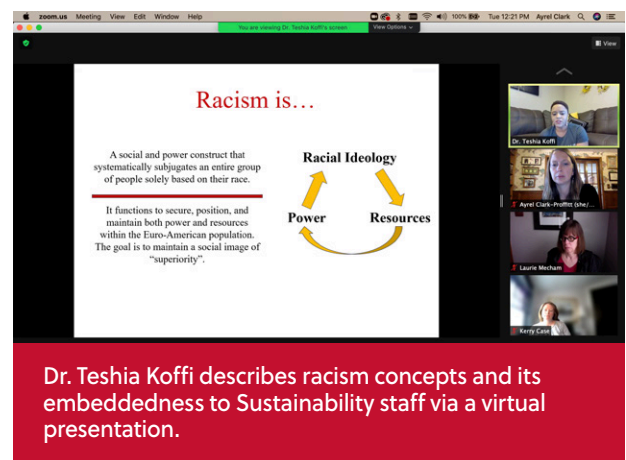 zoom.us Meeting View Edit Window Help
100% Tue 12:21 PM Ayrel Clark
You are viewing Dr. Teshia Koffi's screen View Options
View
Racism is…
A social and power construct that
systematically subjugates an entire group
of people solely based on their race.
It functions to secure, position, and
maintain both power and resources
within the Euro-American population.
The goal is to maintain a social image of
“superiority”.
Racial Ideology
Power
Resources
Dr. Teshia Koffi
Ayrel Clark-Proffitt (she/...
Laurie Mecham
Kerry Case
Dr. Teshia Koffi describes racism concepts and its
embeddedness to Sustainability staff via a virtual
presentation.